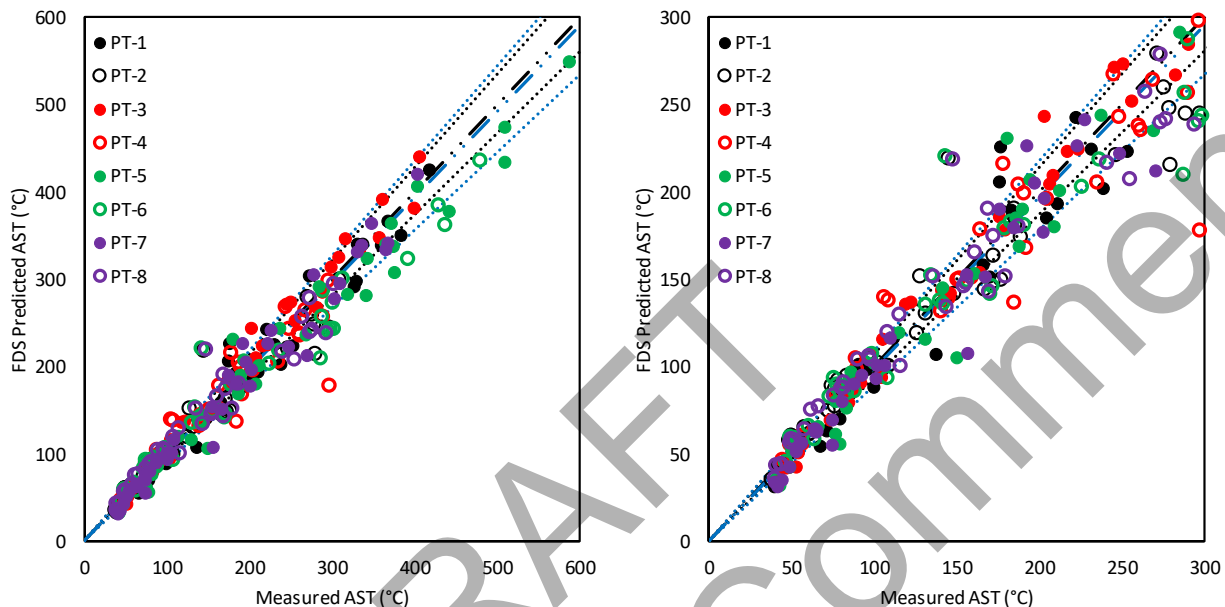 600
500
400
300
200
100
0
FDS Predicted AST (°C)
PT-1
PT-2
PT-3
PT-4
PT-5
PT-6
PT-7
PT-8
0 100 200 300 400 500 600
Measured AST (°C)
300
250
200
150
100
50
0
FDS Predicted AST (°C)
PT-1
PT-2
PT-3
PT-4
PT-5
PT-6
PT-7
PT-8
0 50 100 150 200 250 300
Measured AST (°C)